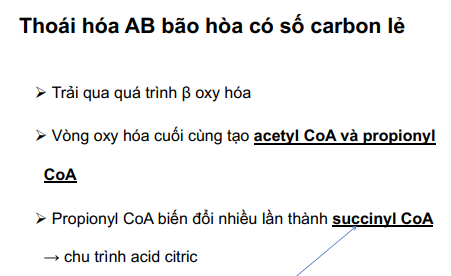 Thoái hóa AB bão hòa có số carbon lẻ
➢ Trải qua quá trình β oxy hóa
➢ Vòng oxy hóa cuối cùng tạo acetyl CoA và propionyl
CoA
➢ Propionyl CoA biến đổi nhiều lần thành succinyl CoA
→ chu trình acid citric